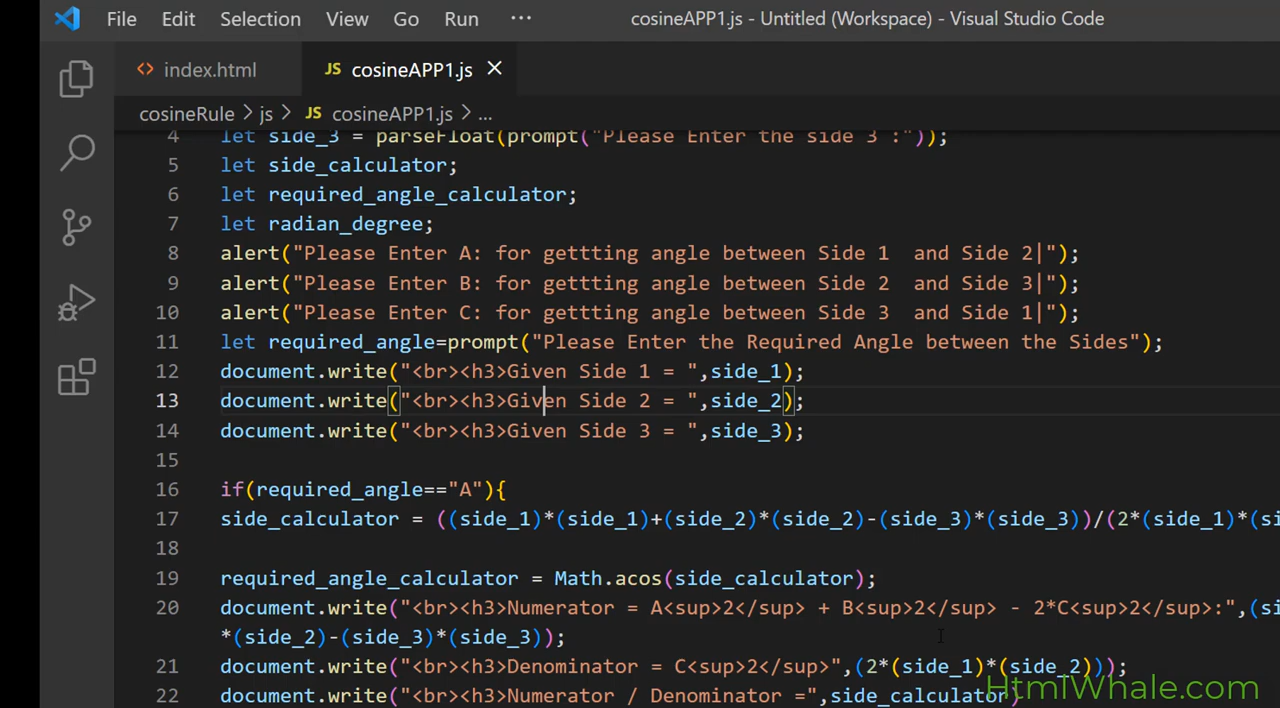 File Edit Selection View Go Run ··· cosineAPP1.js - Untitled (Workspace) - Visual Studio Code
<> index.html JS cosineAPP1.js ×
cosineRule > js > JS cosineAPP1.js > ...
4 let side_3 = parseFloat(prompt("Please Enter the side 3 :"));
5 let side_calculator;
6 let required_angle_calculator;
7 let radian_degree;
8 alert("Please Enter A: for gettting angle between Side 1  and Side 2|");
9 alert("Please Enter B: for gettting angle between Side 2  and Side 3|");
10 alert("Please Enter C: for gettting angle between Side 3  and Side 1|");
11 let required_angle=prompt("Please Enter the Required Angle between the Sides");
12 document.write("<br><h3>Given Side 1 = ",side_1);
13 document.write("<br><h3>Given Side 2 = ",side_2);
14 document.write("<br><h3>Given Side 3 = ",side_3);
15
16 if(required_angle=="A"){
17 side_calculator = ((side_1)*(side_1)+(side_2)*(side_2)-(side_3)*(side_3))/(2*(side_1)*(si
18
19 required_angle_calculator = Math.acos(side_calculator);
20 document.write("<br><h3>Numerator = A<sup>2</sup> + B<sup>2</sup> - 2*C<sup>2</sup>:",(si
*(side_2)-(side_3)*(side_3));
21 document.write("<br><h3>Denominator = C<sup>2</sup>",(2*(side_1)*(side_2)));
22 document.write("<br><h3>Numerator / Denominator =",side_calculator)
HtmlWhale.com